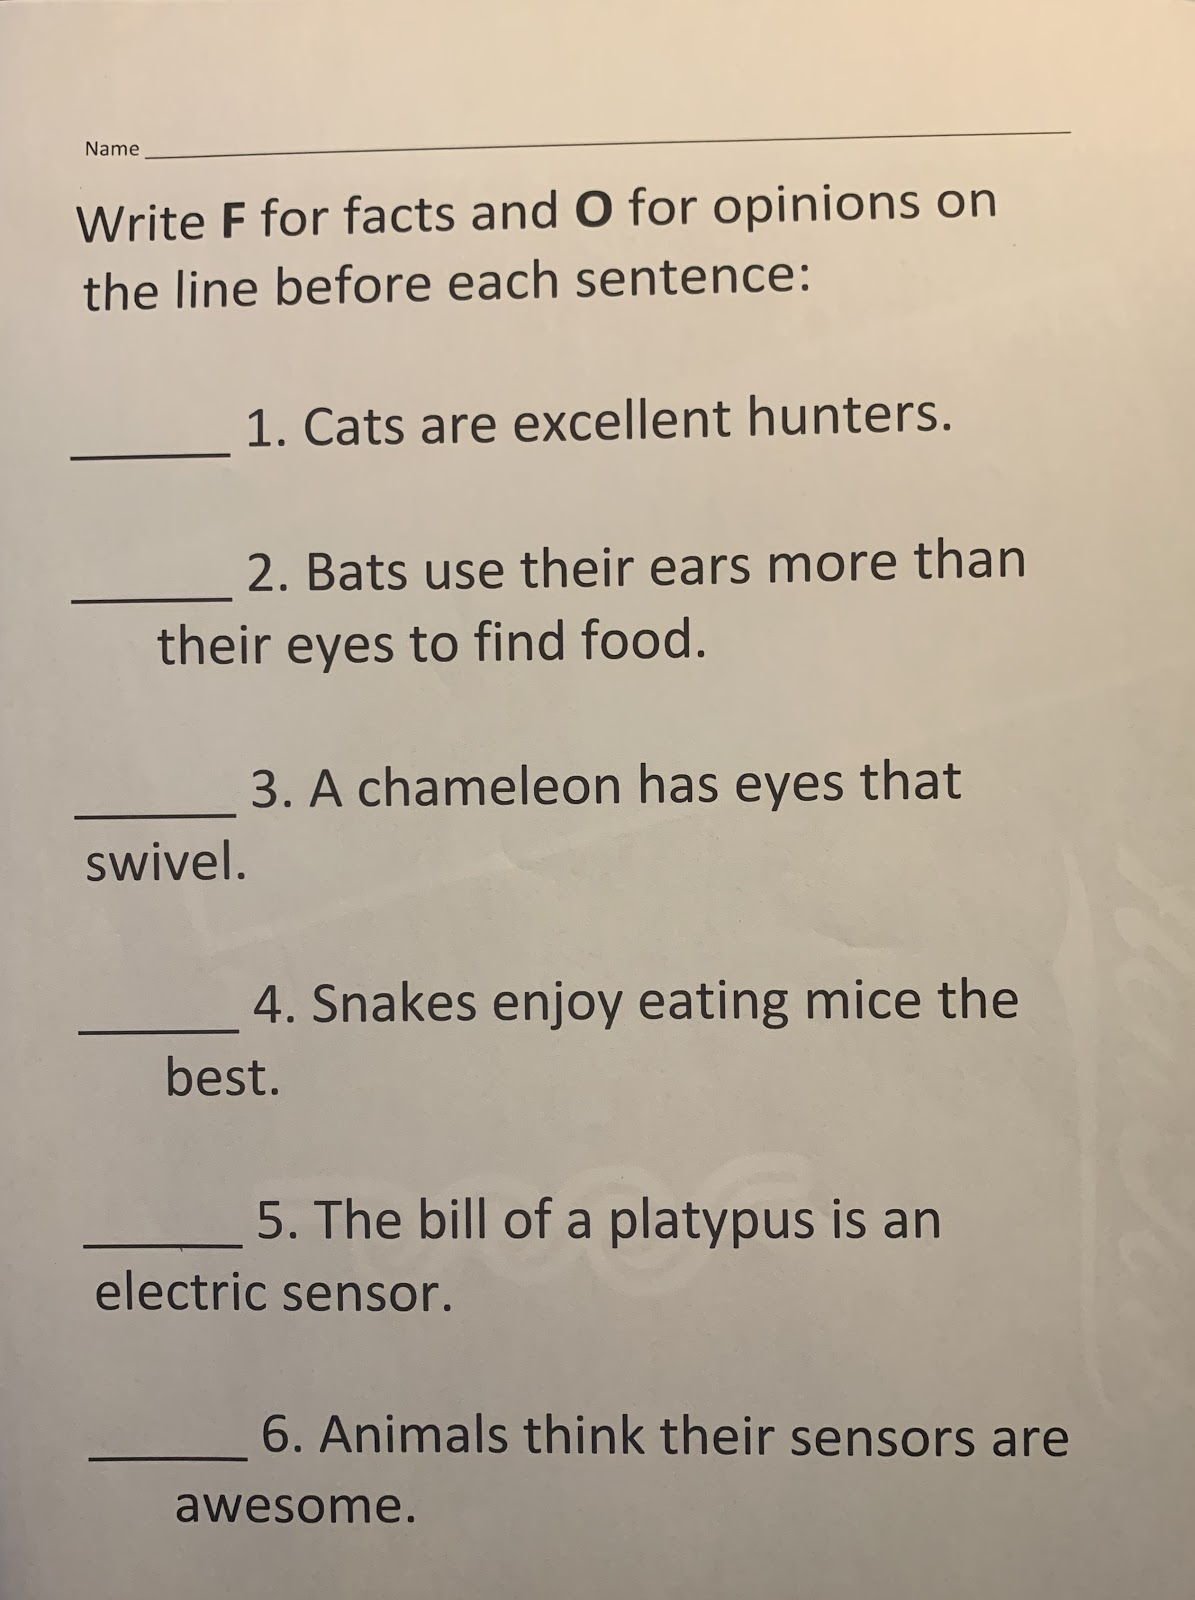 Name
Write F for facts and O for opinions on
the line before each sentence:
1. Cats are excellent hunters.
2. Bats use their ears more than
their eyes to find food.
3. A chameleon has eyes that
swivel.
4. Snakes enjoy eating mice the
best.
5. The bill of a platypus is an
electric sensor.
6. Animals think their sensors are
awesome.